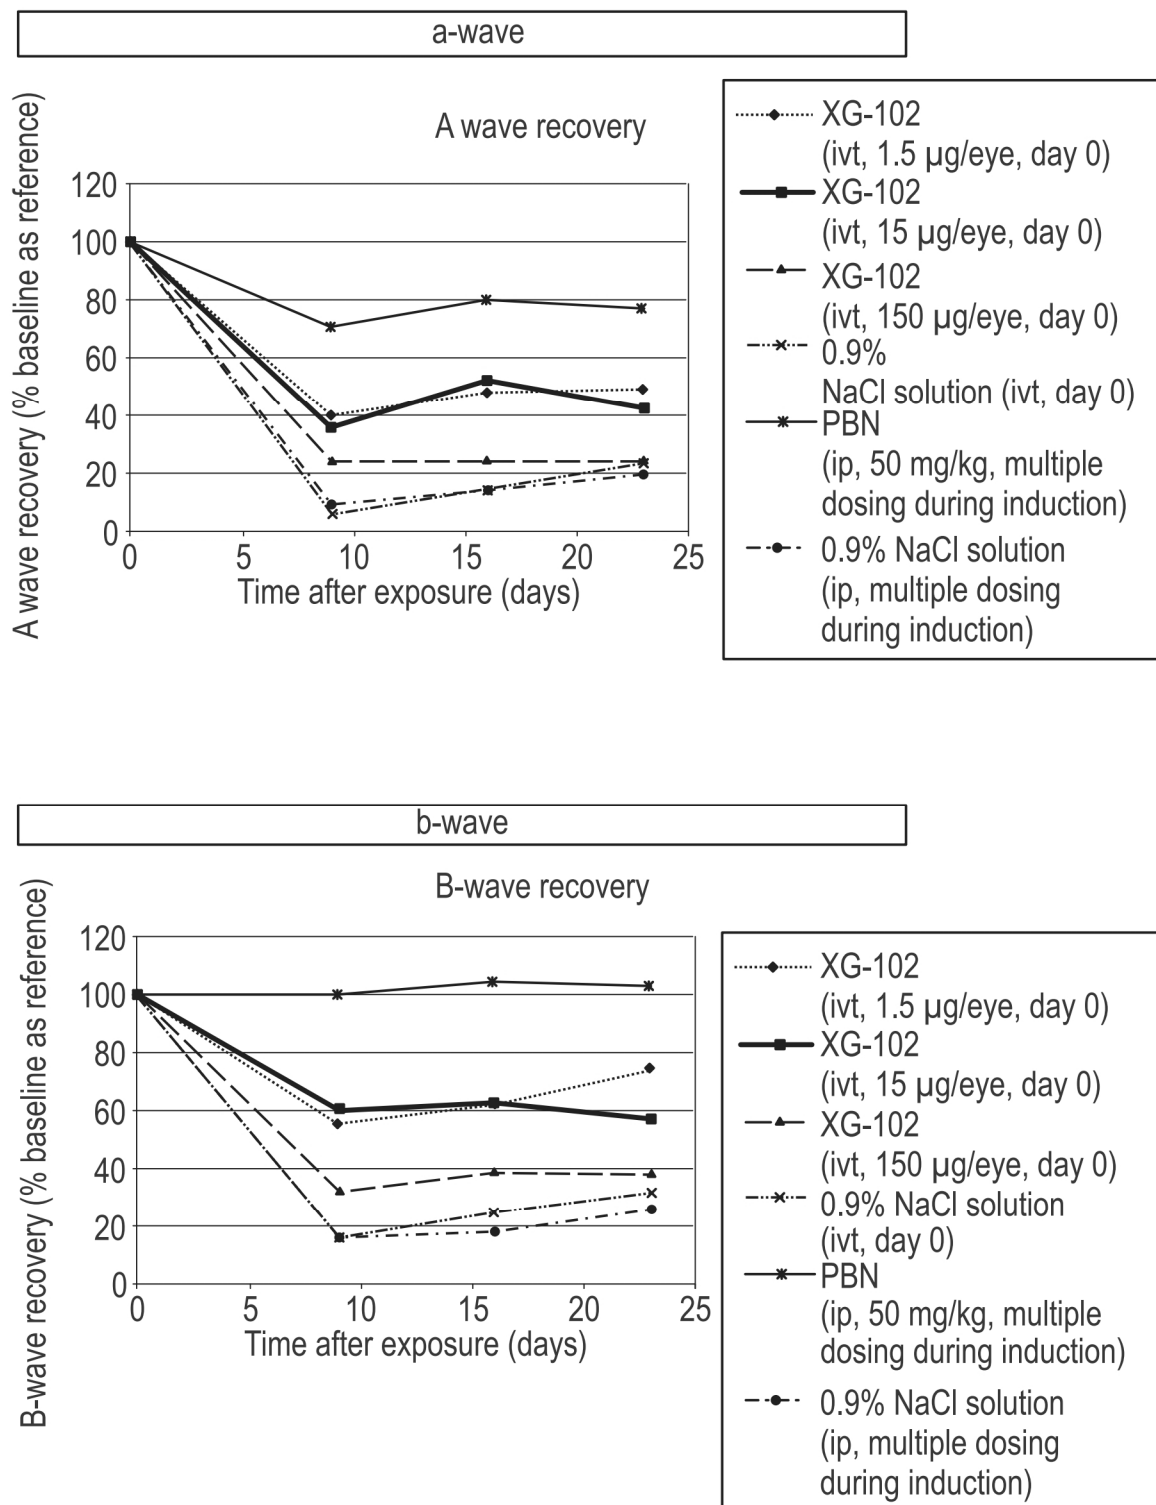 a-wave
A wave recovery
A wave recovery (% baseline as reference)
120
100
80
60
40
20
0
0 5 10 15 20 25
Time after exposure (days)
XG-102
(ivt, 1.5 µg/eye, day 0)
XG-102
(ivt, 15 µg/eye, day 0)
XG-102
(ivt, 150 µg/eye, day 0)
0.9%
NaCl solution (ivt, day 0)
PBN
(ip, 50 mg/kg, multiple
dosing during induction)
0.9% NaCl solution
(ip, multiple dosing
during induction)
b-wave
B-wave recovery
B-wave recovery (% baseline as reference)
120
100
80
60
40
20
0
0 5 10 15 20 25
Time after exposure (days)
XG-102
(ivt, 1.5 µg/eye, day 0)
XG-102
(ivt, 15 µg/eye, day 0)
XG-102
(ivt, 150 µg/eye, day 0)
0.9% NaCl solution
(ivt, day 0)
PBN
(ip, 50 mg/kg, multiple
dosing during induction)
0.9% NaCl solution
(ip, multiple dosing
during induction)